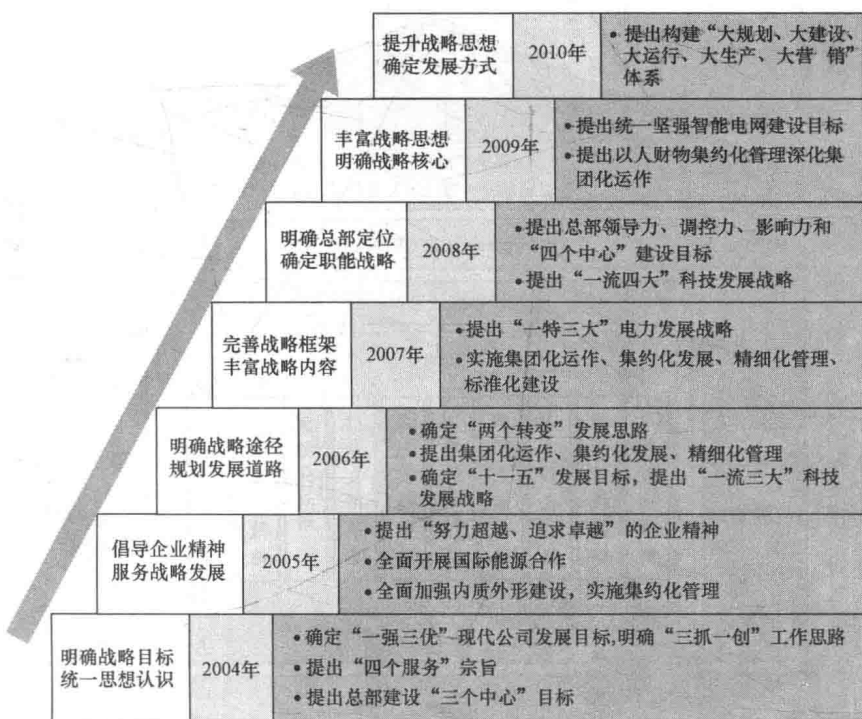 提升战略思想
确定发展方式
2010年
•提出构建“大规划、大建设、
大运行、大生产、大营 销”
体系
丰富战略思想
明确战略核心
2009年
•提出统一坚强智能电网建设目标
•提出以人财物集约化管理深化集
团化运作
明确总部定位
确定职能战略
2008年
•提出总部领导力、调控力、影响力和
“四个中心”建设目标
•提出“一流四大”科技发展战略
完善战略框架
丰富战略内容
2007年
•提出“一特三大”电力发展战略
•实施集团化运作、集约化发展、精细化管理、
标准化建设
明确战略途径
规划发展道路
2006年
•确定“两个转变”发展思路
•提出集团化运作、集约化发展、精细化管理
•确定“十一五”发展目标，提出“一流三大”科技
发展战略
倡导企业精神
服务战略发展
2005年
•提出“努力超越、追求卓越”的企业精神
•全面开展国际能源合作
•全面加强内质外形建设，实施集约化管理
明确战略目标
统一思想认识
2004年
•确定“一强三优”现代公司发展目标,明确“三抓一创”工作思路
•提出“四个服务”宗旨
•提出总部建设“三个中心”目标